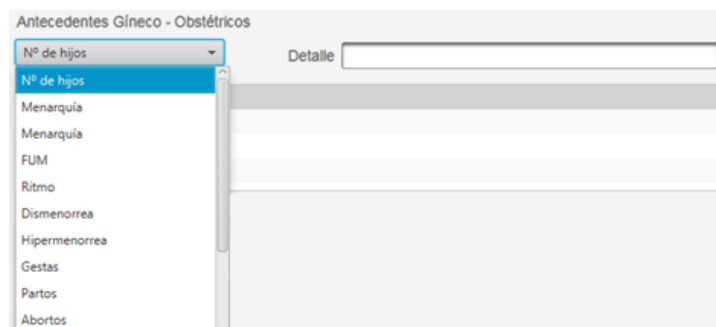 Antecedentes Gíneco - Obstétricos
Nº de hijos
Detalle
Nº de hijos
Menarquía
Menarquía
FUM
Ritmo
Dismenorrea
Hipermenorrea
Gestas
Partos
Abortos